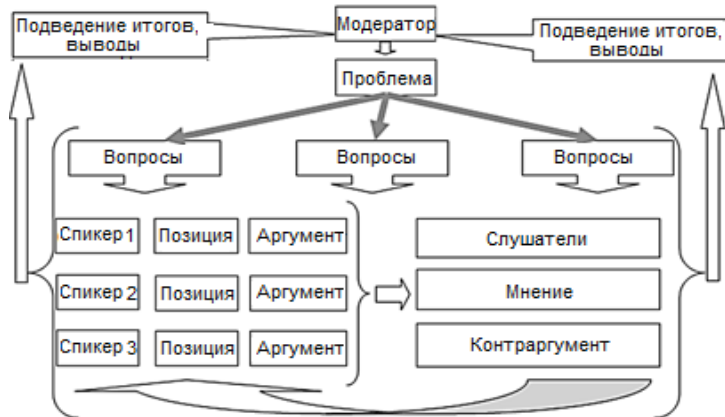 Модератор
Подведение итогов,
выводы
Подведение итогов,
выводы
Проблема
Вопросы
Вопросы
Вопросы
Спикер 1
Позиция
Аргумент
Слушатели
Спикер 2
Позиция
Аргумент
Мнение
Спикер 3
Позиция
Аргумент
Контраргумент